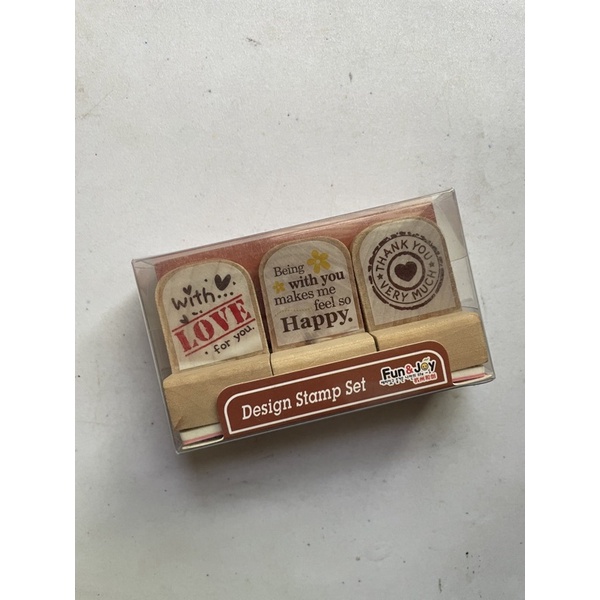 with...
LOVE
for you.
Being
with you
makes me
feel so
Happy.
THANK YOU
VERY MUCH
Design Stamp Set
Fun & Joy